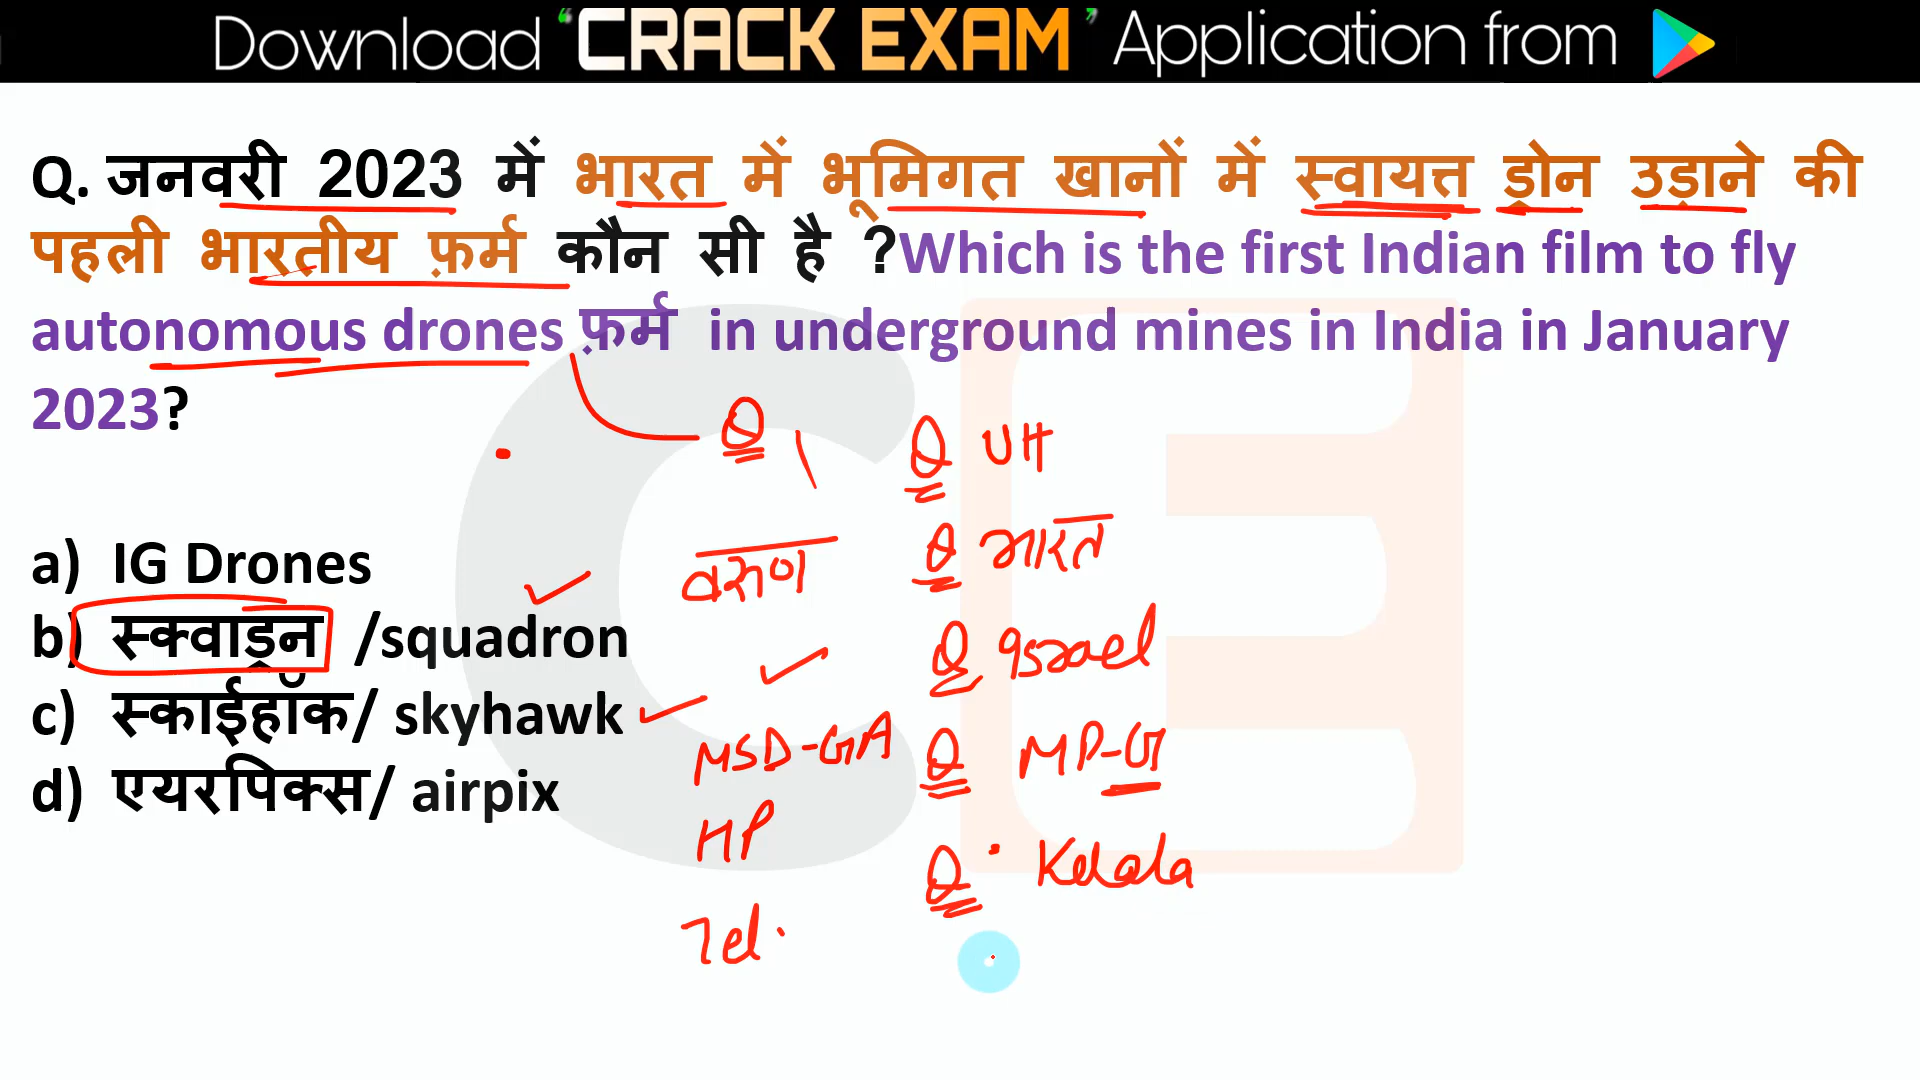 Download “CRACK EXAM” Application from
Q. जनवरी 2023 में भारत में भूमिगत खानों में स्वायत्त ड्रोन उड़ाने की
पहली भारतीय फ़र्म कौन सी है ?Which is the first Indian film to fly
autonomous drones फ़र्म in underground mines in India in January
2023?
Q Q UH
a) IG Drones
वरुण Q भारत
b) स्क्वाड्रन /squadron
Q Israel
c) स्काईहॉक/ skyhawk
MSD-GA Q MP-G
d) एयरपिक्स/ airpix
HP
Q Kerala
Tel.
CE